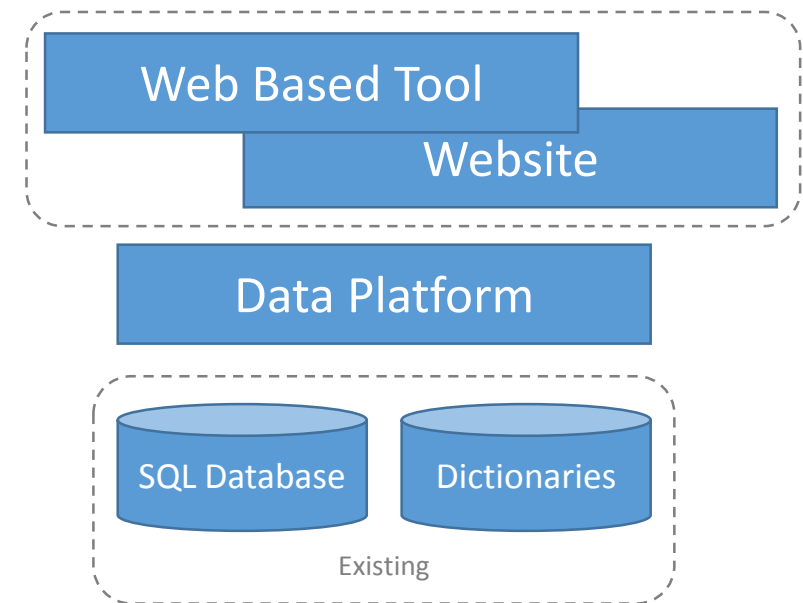 Web Based Tool
Website
Data Platform
SQL Database
Dictionaries
Existing